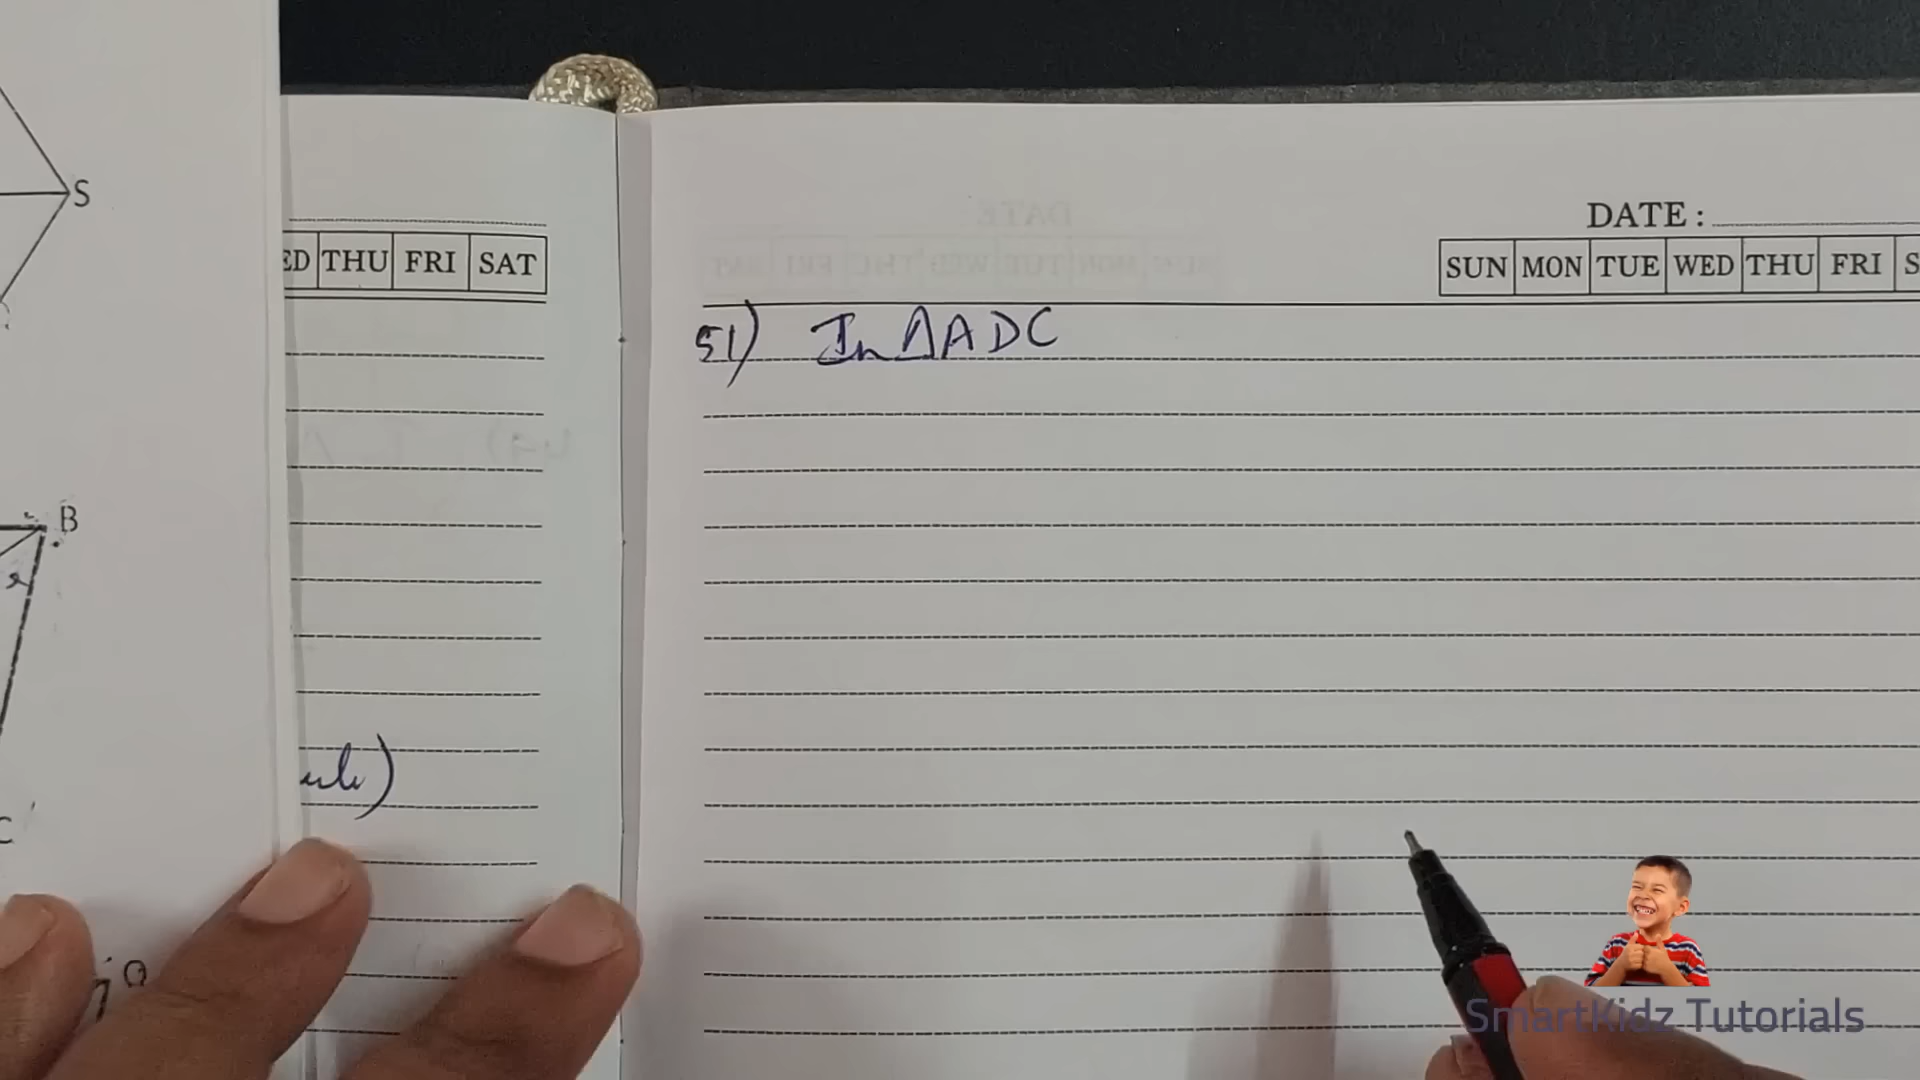 S
B
C
ED THU FRI SAT
DATE :
SUN MON TUE WED THU FRI S
51) In ΔADC
SmartKidz Tutorials